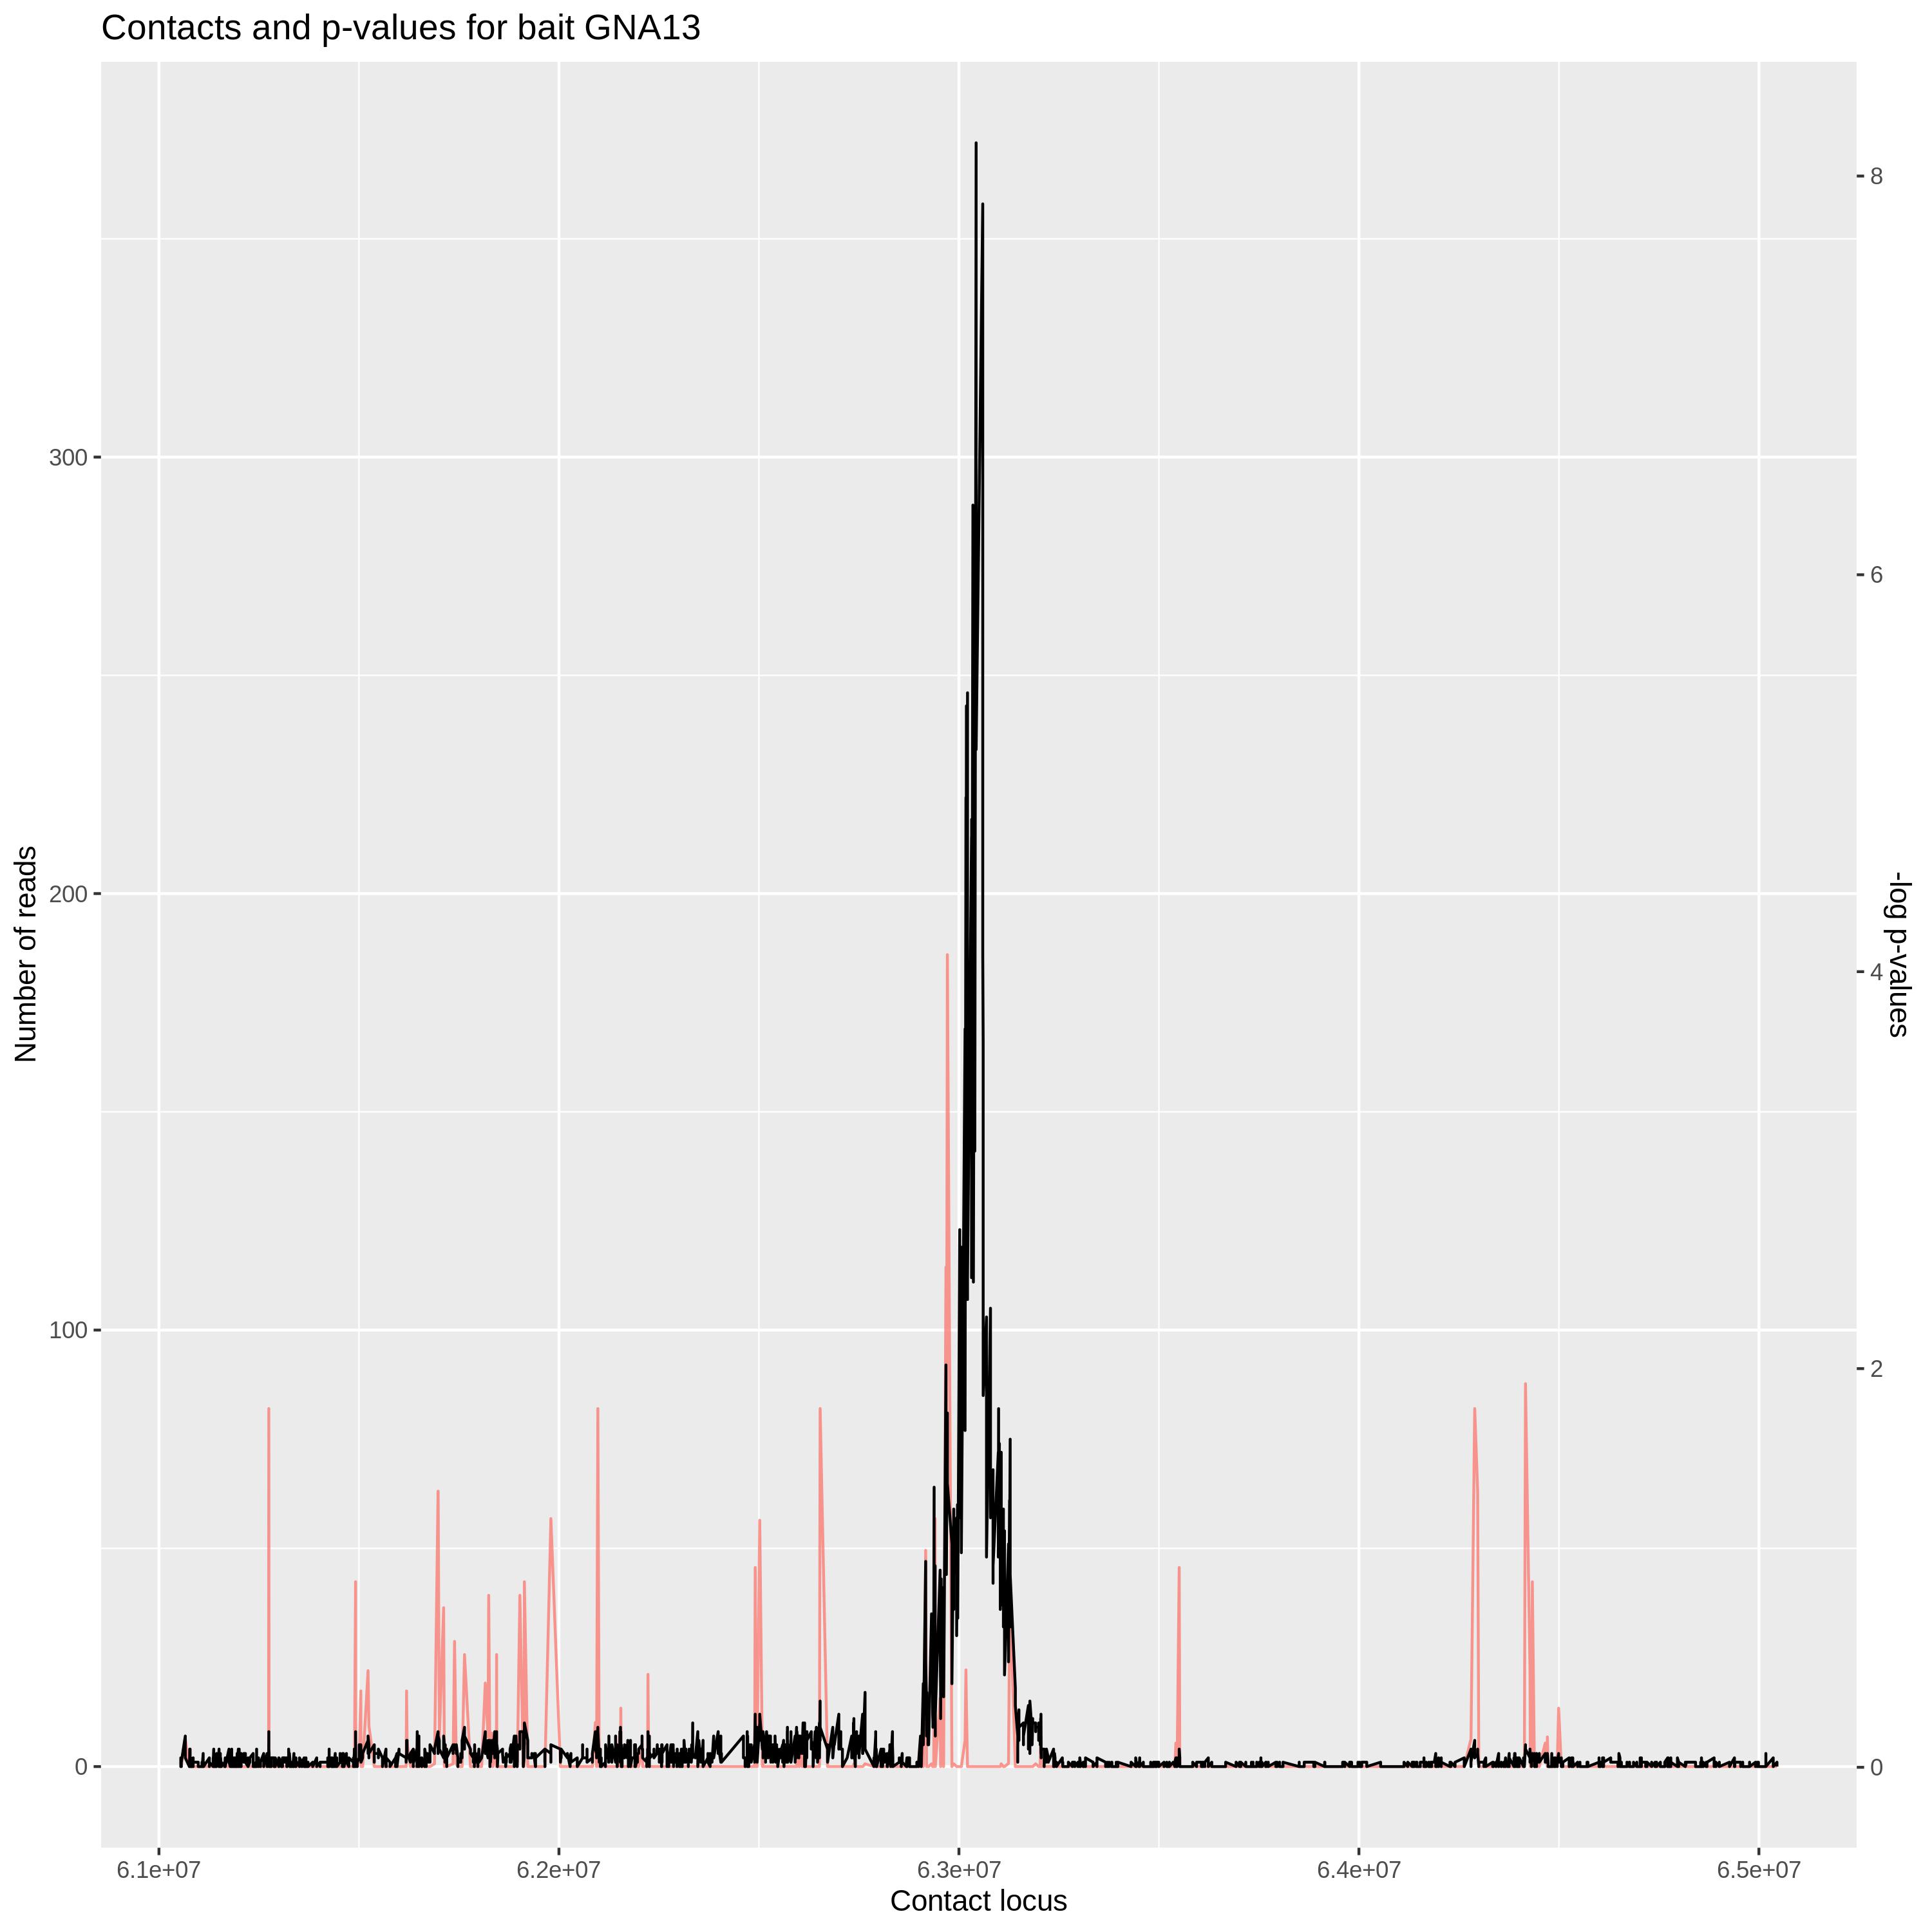 Contacts and p-values for bait GNA13
Number of reads
300
200
100
0
8
6
4
2
0
-log p-values
6.1e+07
6.2e+07
6.3e+07
6.4e+07
6.5e+07
Contact locus